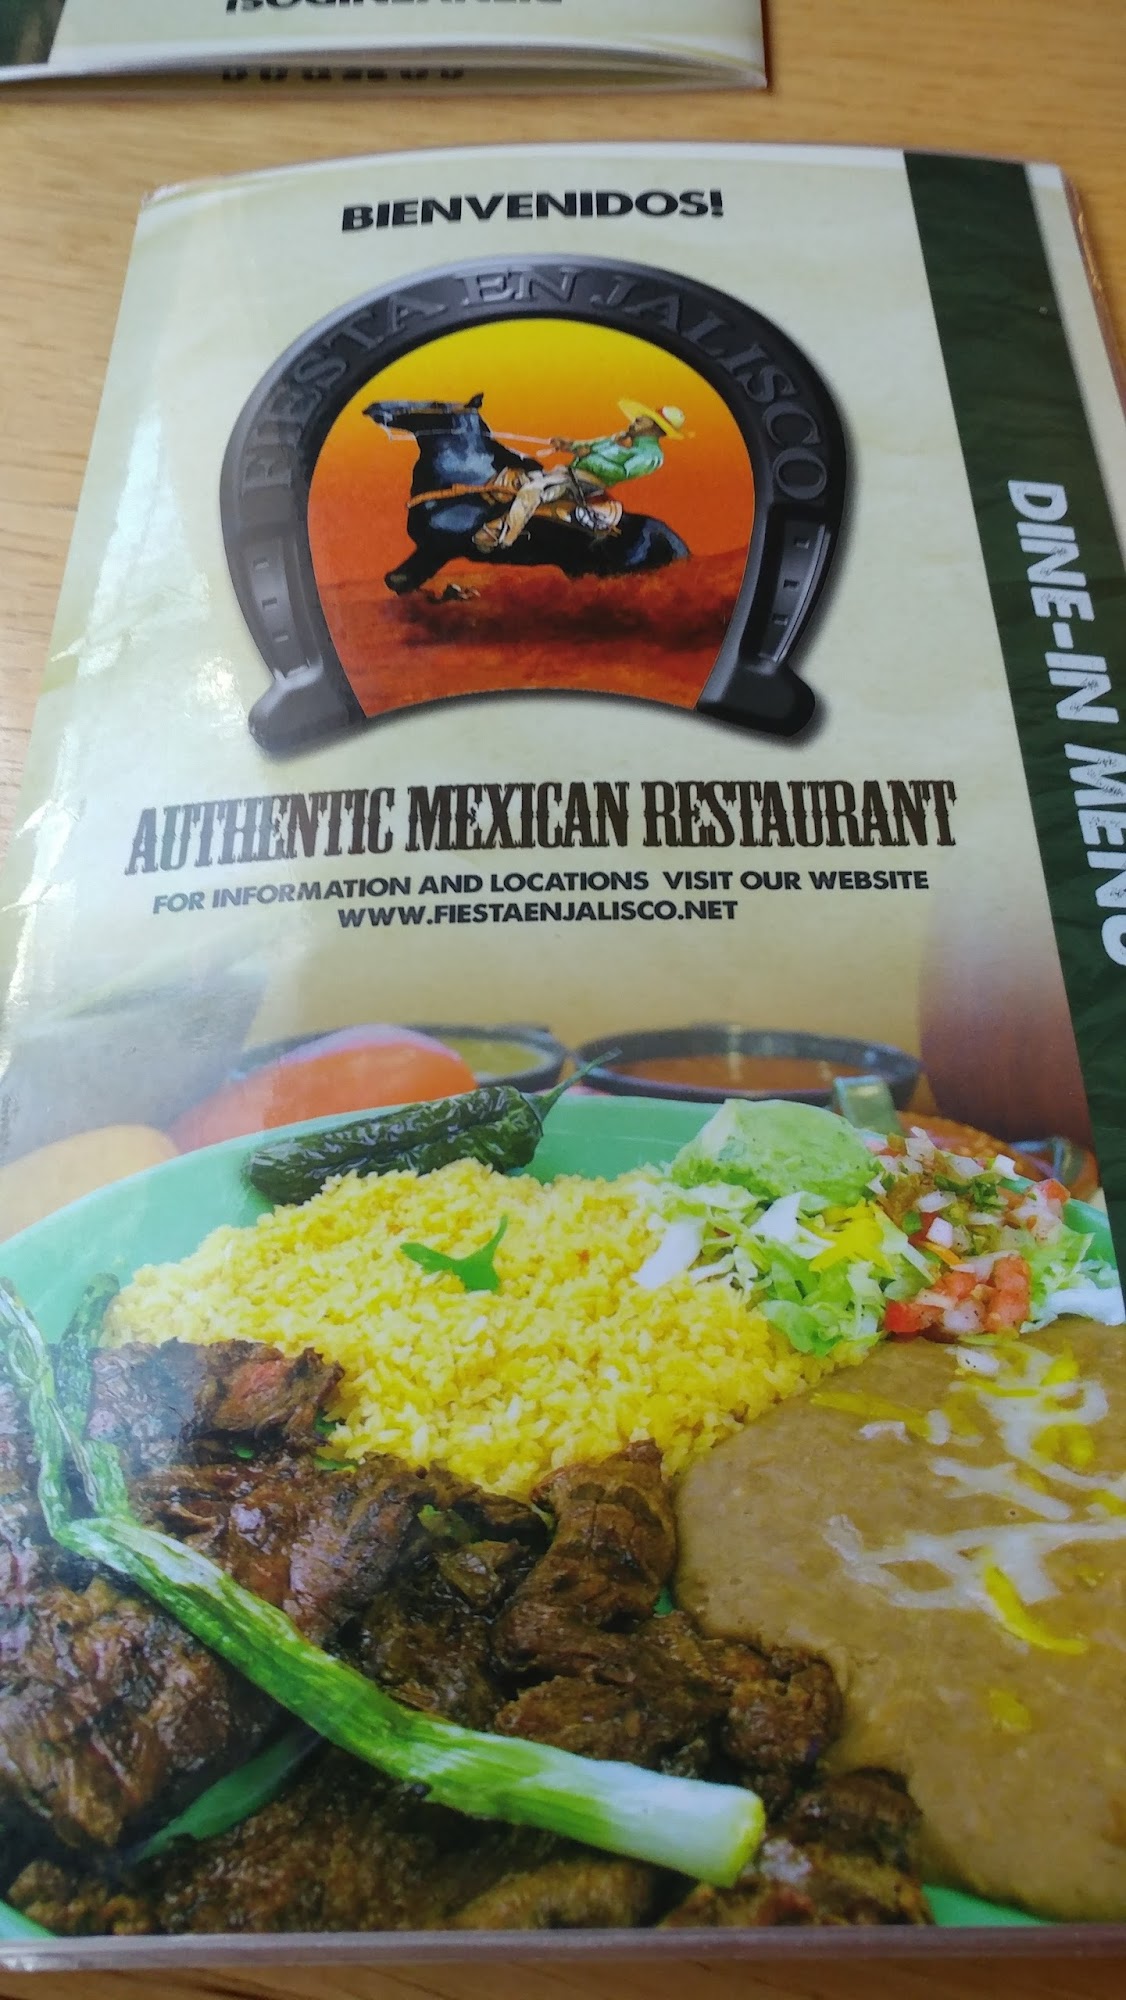 BIENVENIDOS!
BIENVENIDOS!
FIESTA EN JALISCO
AUTHENTIC MEXICAN RESTAURANT
FOR INFORMATION AND LOCATIONS VISIT OUR WEBSITE
WWW.FIESTAENJALISCO.NET
DINE-IN MENU